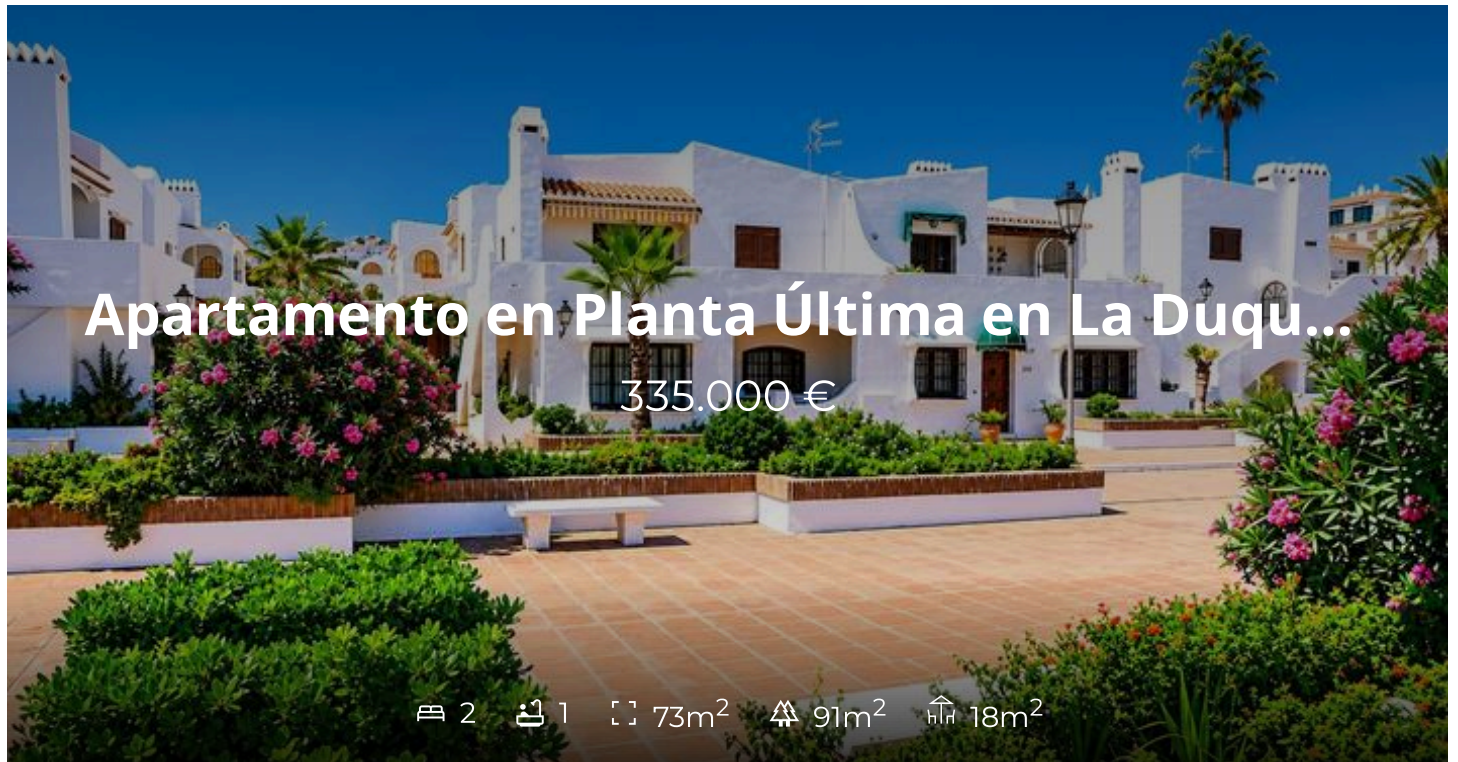 Apartamento en Planta Última en La Duqu...
335.000 €
2 1 73m² 91m² 18m²